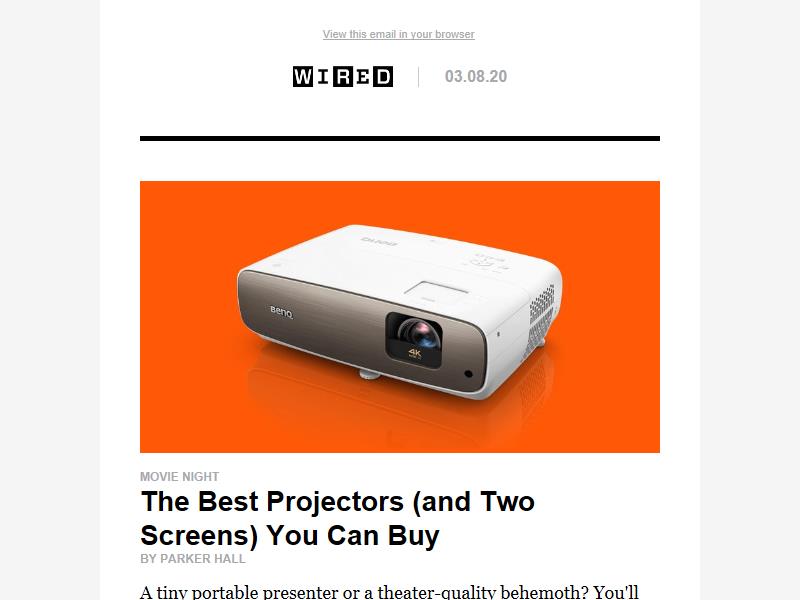 View this email in your browser
WIRED
03.08.20
BenQ
BenQ
4K
MOVIE NIGHT
The Best Projectors (and Two
Screens) You Can Buy
BY PARKER HALL
A tiny portable presenter or a theater-quality behemoth? You'll